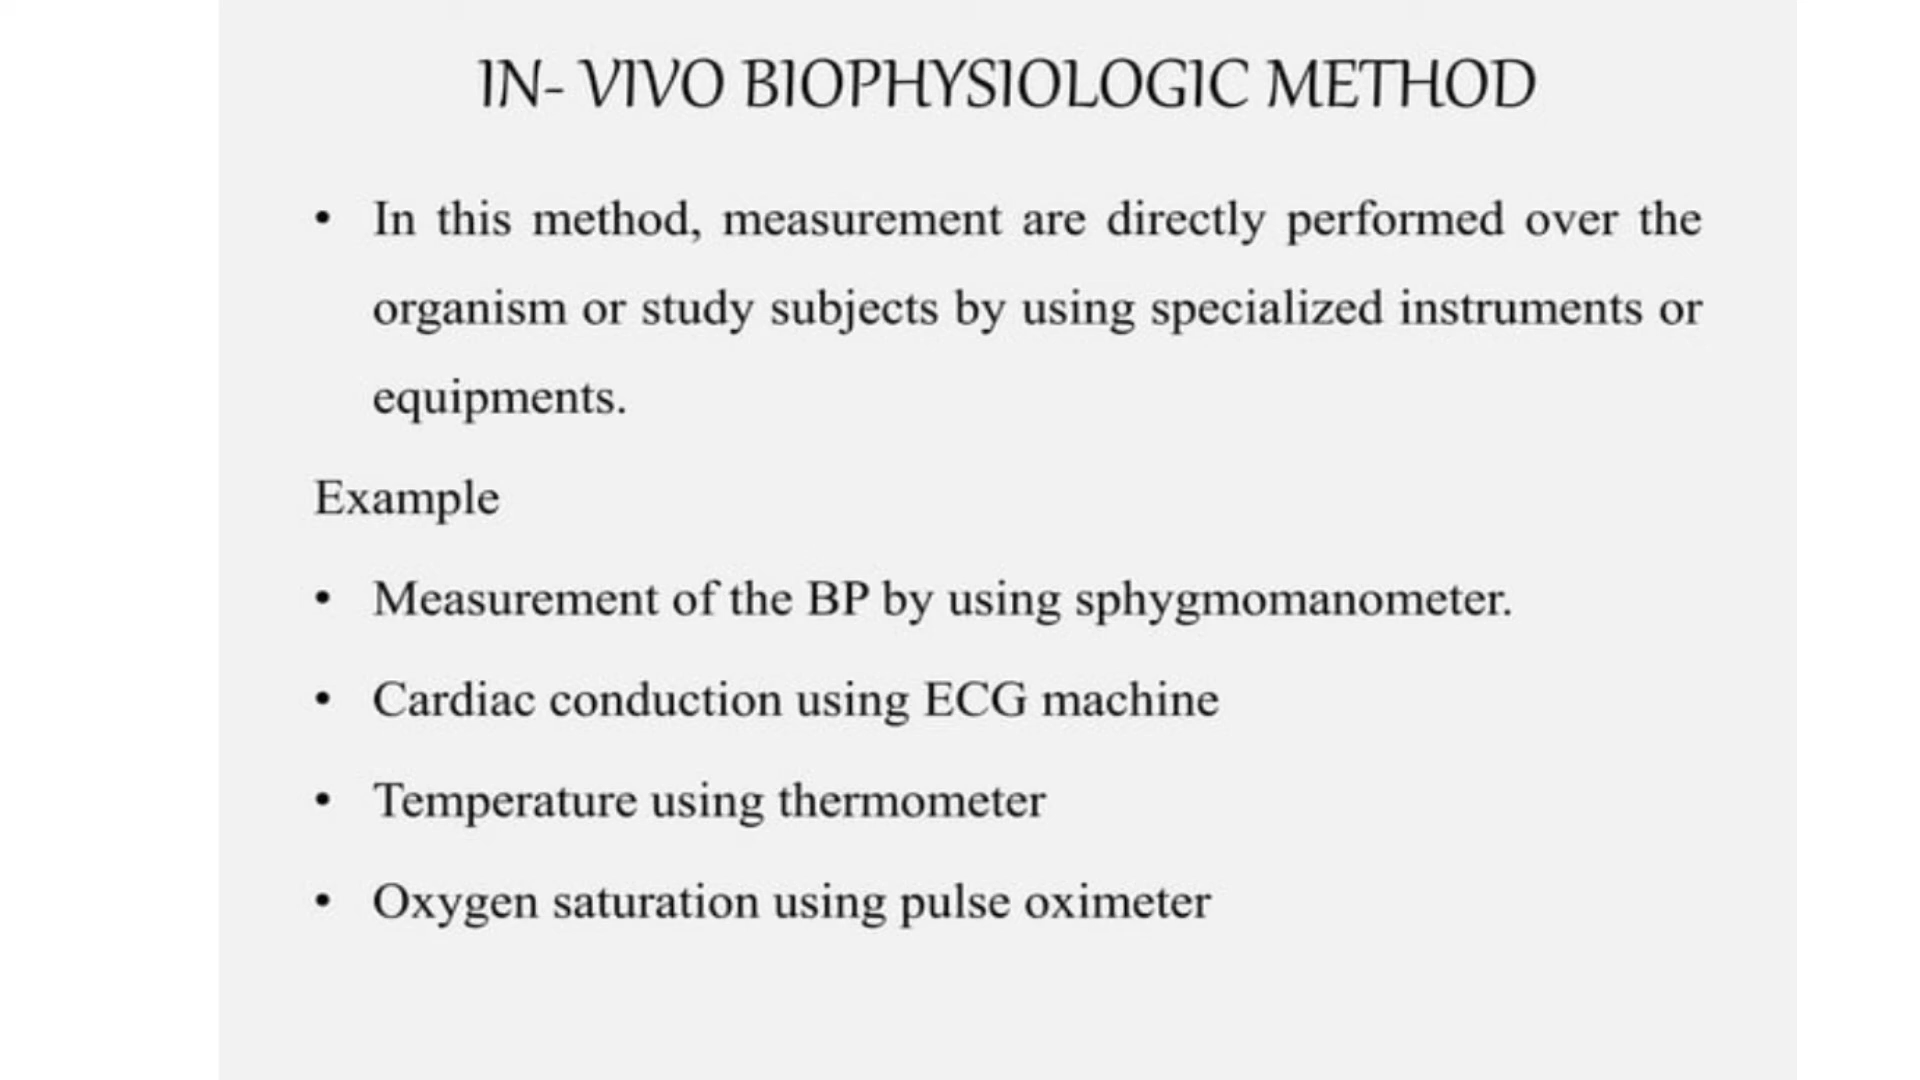 IN- VIVO BIOPHYSIOLOGIC METHOD
• In this method, measurement are directly performed over the
organism or study subjects by using specialized instruments or
equipments.
Example
• Measurement of the BP by using sphygmomanometer.
• Cardiac conduction using ECG machine
• Temperature using thermometer
• Oxygen saturation using pulse oximeter